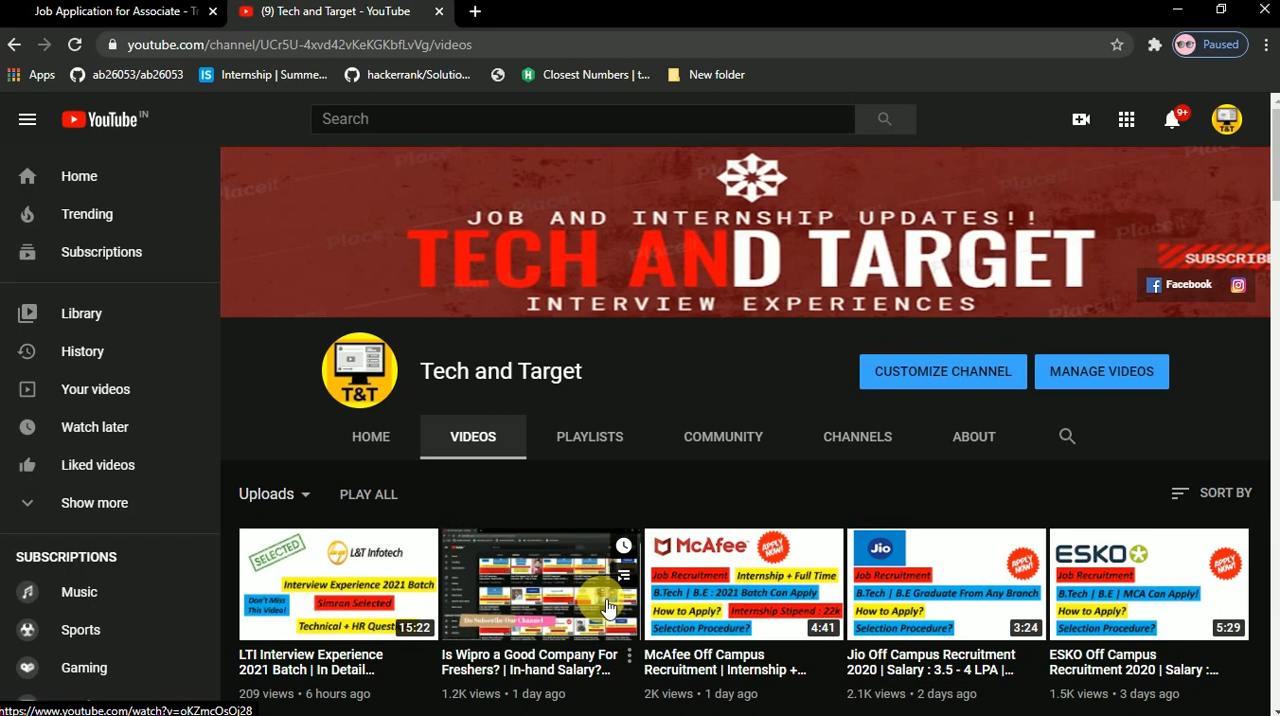 Job Application for Associate - Tr
(9) Tech and Target - YouTube
youtube.com/channel/UCr5U-4xvd42vKeKGKbfLvVg/videos
Paused
Apps
ab26053/ab26053
IS
Internship | Summe...
hackerrank/Solutio...
Closest Numbers | t...
New folder
YouTube IN
Search
9+
T&T
Home
Trending
Subscriptions
Library
History
Your videos
Watch later
Liked videos
Show more
SUBSCRIPTIONS
Music
Sports
Gaming
Placeit
JOB AND INTERNSHIP UPDATES!!
TECH AND TARGET
INTERVIEW EXPERIENCES
SUBSCRIBE
Facebook
T&T
Tech and Target
CUSTOMIZE CHANNEL
MANAGE VIDEOS
HOME
VIDEOS
PLAYLISTS
COMMUNITY
CHANNELS
ABOUT
Uploads
PLAY ALL
SORT BY
SELECTED
L&T Infotech
Interview Experience 2021 Batch
Don't Miss
This Video!
Simran Selected
Technical + HR Quest
15:22
LTI Interview Experience
2021 Batch | In Detail...
209 views • 6 hours ago
Do Subscribe Our Channel
Is Wipro a Good Company For
Freshers? | In-hand Salary?...
1.2K views • 1 day ago
McAfee
APPLY NOW!
Job Recruitment
Internship + Full Time
B.Tech | B.E : 2021 Batch Can Apply
How to Apply?
Internship Stipend : 22k
Selection Procedure?
4:41
McAfee Off Campus
Recruitment | Internship +...
2K views • 1 day ago
Jio
APPLY NOW!
Job Recruitment
B.Tech | B.E Graduate From Any Branch
How to Apply?
Selection Procedure?
3:24
Jio Off Campus Recruitment
2020 | Salary : 3.5 - 4 LPA |...
2.1K views • 2 days ago
ESKO
APPLY NOW!
Job Recruitment
B.Tech | B.E | MCA Can Apply!
How to Apply?
Selection Procedure?
5:29
ESKO Off Campus
Recruitment 2020 | Salary :...
1.5K views • 3 days ago
https://www.youtube.com/watch?v=oKZmcOsOj28